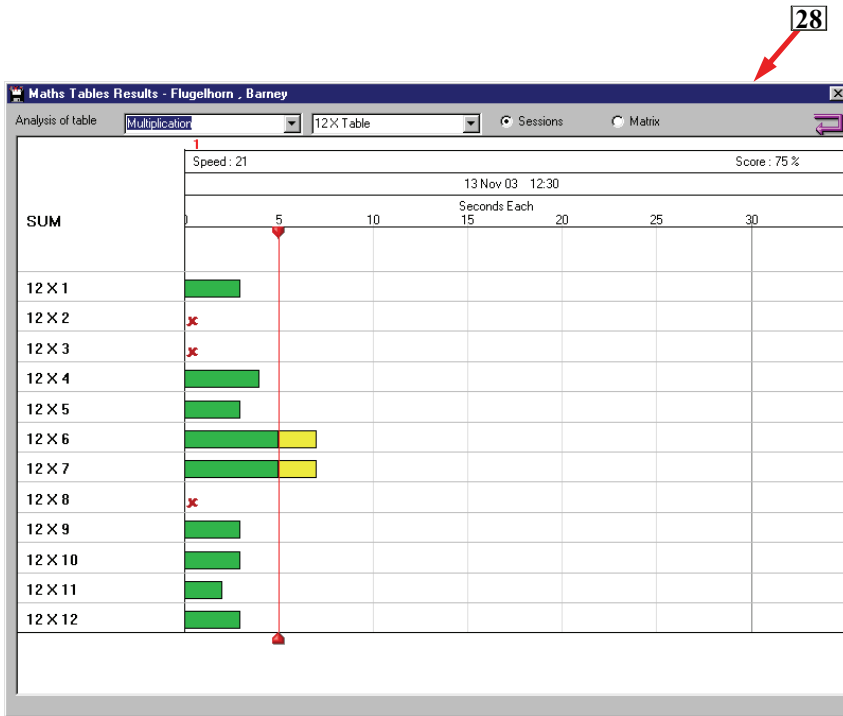 28
Maths Tables Results - Flugelhorn , Barney
Analysis of table Multiplication 12 X Table Sessions Matrix
1
Speed : 21 Score : 75 %
13 Nov 03 12:30
Seconds Each
SUM 0 5 10 15 20 25 30
12 X 1
12 X 2
12 X 3
12 X 4
12 X 5
12 X 6
12 X 7
12 X 8
12 X 9
12 X 10
12 X 11
12 X 12